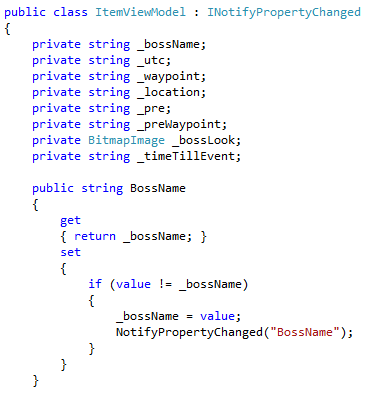 public class ItemViewModel : INotifyPropertyChanged
{
    private string _bossName;
    private string _utc;
    private string _waypoint;
    private string _location;
    private string _pre;
    private string _preWaypoint;
    private BitmapImage _bossLook;
    private string _timeTillEvent;

    public string BossName
    {
        get
        { return _bossName; }
        set
        {
            if (value != _bossName)
            {
                _bossName = value;
                NotifyPropertyChanged("BossName");
            }
        }
    }